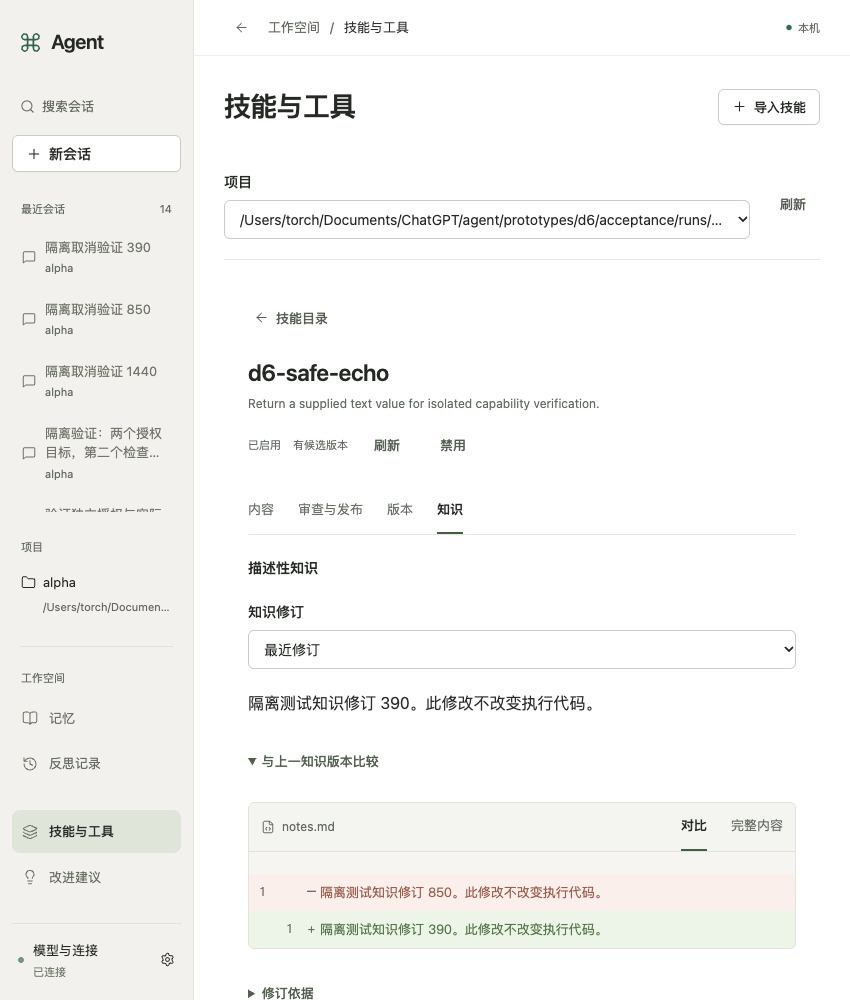 Agent
搜索会话
新会话
最近会话 14
隔离取消验证 390
alpha
隔离取消验证 850
alpha
隔离取消验证 1440
alpha
隔离验证：两个授权
目标，第二个检查...
alpha
项目
alpha
/Users/torch/Documen...
工作空间
记忆
反思记录
技能与工具
改进建议
模型与连接
已连接
工作空间 / 技能与工具
本机
技能与工具
导入技能
项目
/Users/torch/Documents/ChatGPT/agent/prototypes/d6/acceptance/runs/...
刷新
技能目录
d6-safe-echo
Return a supplied text value for isolated capability verification.
已启用 有候选版本 刷新 禁用
内容 审查与发布 版本 知识
描述性知识
知识修订
最近修订
隔离测试知识修订 390。此修改不改变执行代码。
与上一知识版本比较
notes.md 对比 完整内容
1 − 隔离测试知识修订 850。此修改不改变执行代码。
1 + 隔离测试知识修订 390。此修改不改变执行代码。
修订依据